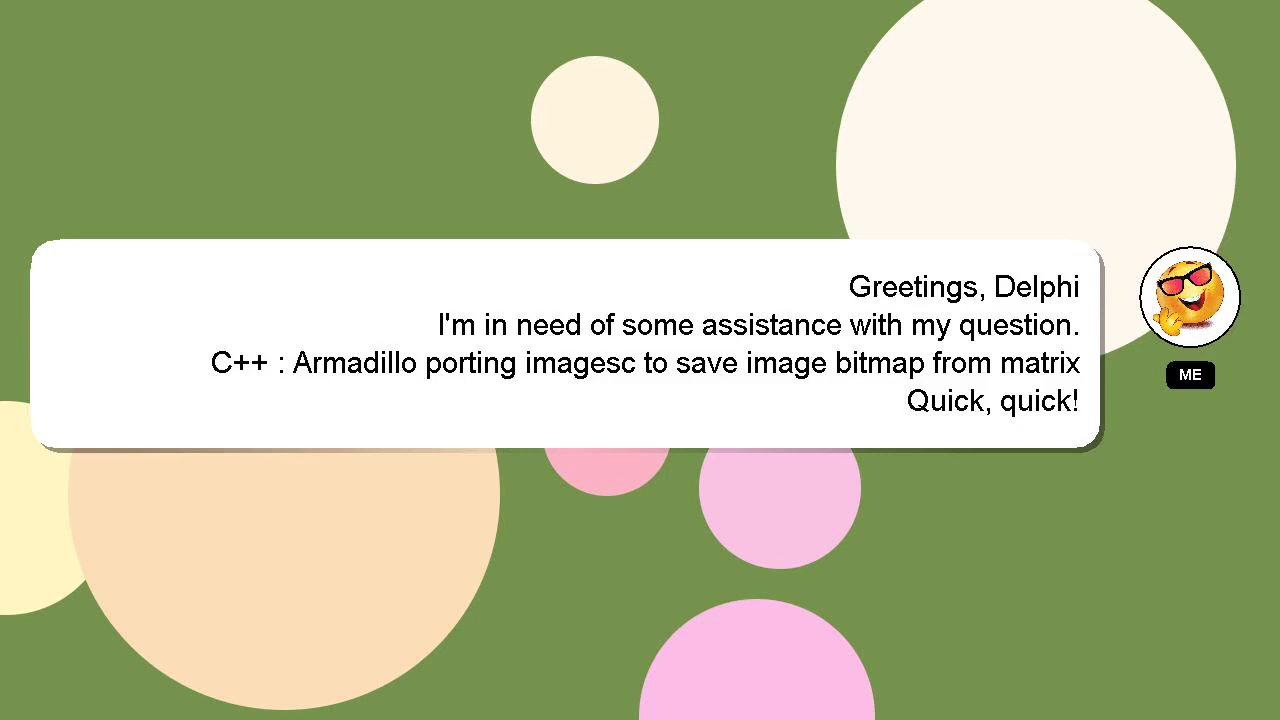 Greetings, Delphi
I'm in need of some assistance with my question.
C++ : Armadillo porting imagesc to save image bitmap from matrix
Quick, quick!
ME